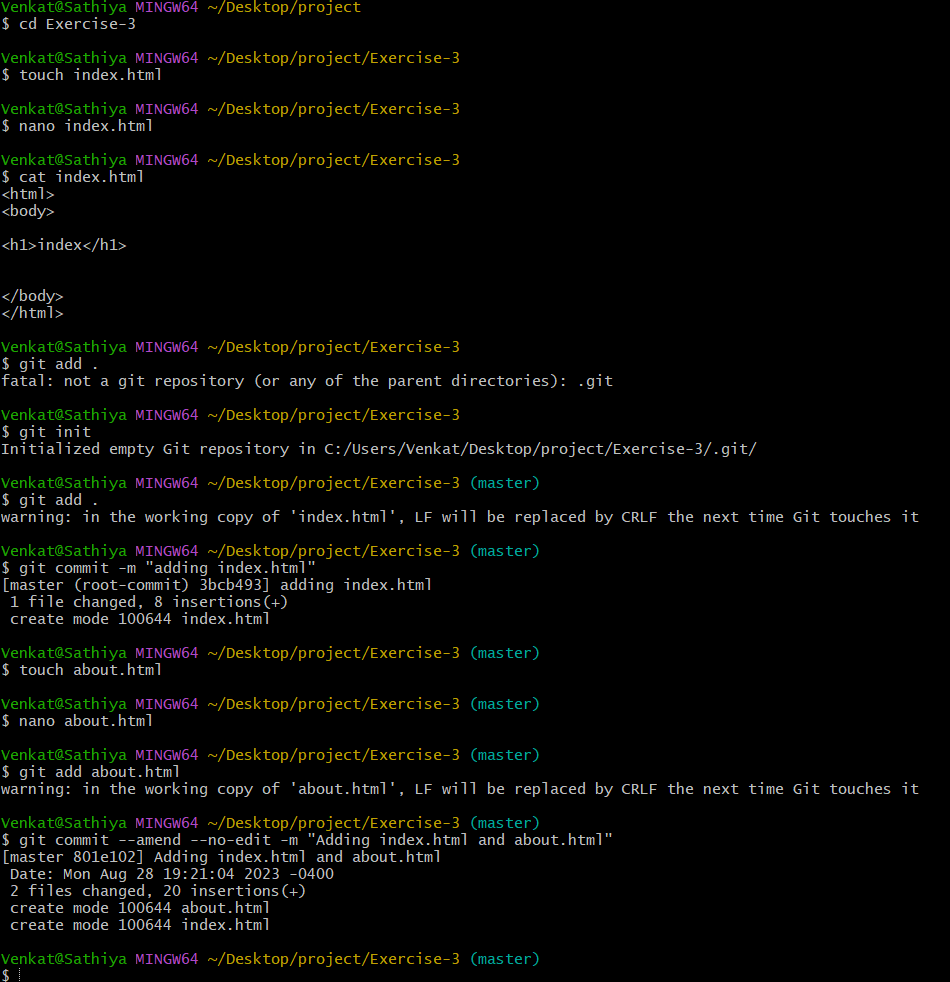 Venkat@Sathiya MINGW64 ~/Desktop/project
$ cd Exercise-3
Venkat@Sathiya MINGW64 ~/Desktop/project/Exercise-3
$ touch index.html
Venkat@Sathiya MINGW64 ~/Desktop/project/Exercise-3
$ nano index.html
Venkat@Sathiya MINGW64 ~/Desktop/project/Exercise-3
$ cat index.html
<html>
<body>
<h1>index</h1>
</body>
</html>
Venkat@Sathiya MINGW64 ~/Desktop/project/Exercise-3
$ git add .
fatal: not a git repository (or any of the parent directories): .git
Venkat@Sathiya MINGW64 ~/Desktop/project/Exercise-3
$ git init
Initialized empty Git repository in C:/Users/Venkat/Desktop/project/Exercise-3/.git/
Venkat@Sathiya MINGW64 ~/Desktop/project/Exercise-3 (master)
$ git add .
warning: in the working copy of 'index.html', LF will be replaced by CRLF the next time Git touches it
Venkat@Sathiya MINGW64 ~/Desktop/project/Exercise-3 (master)
$ git commit -m "adding index.html"
[master (root-commit) 3bcb493] adding index.html
 1 file changed, 8 insertions(+)
 create mode 100644 index.html
Venkat@Sathiya MINGW64 ~/Desktop/project/Exercise-3 (master)
$ touch about.html
Venkat@Sathiya MINGW64 ~/Desktop/project/Exercise-3 (master)
$ nano about.html
Venkat@Sathiya MINGW64 ~/Desktop/project/Exercise-3 (master)
$ git add about.html
warning: in the working copy of 'about.html', LF will be replaced by CRLF the next time Git touches it
Venkat@Sathiya MINGW64 ~/Desktop/project/Exercise-3 (master)
$ git commit --amend --no-edit -m "Adding index.html and about.html"
[master 801e102] Adding index.html and about.html
 Date: Mon Aug 28 19:21:04 2023 -0400
 2 files changed, 20 insertions(+)
 create mode 100644 about.html
 create mode 100644 index.html
Venkat@Sathiya MINGW64 ~/Desktop/project/Exercise-3 (master)
$